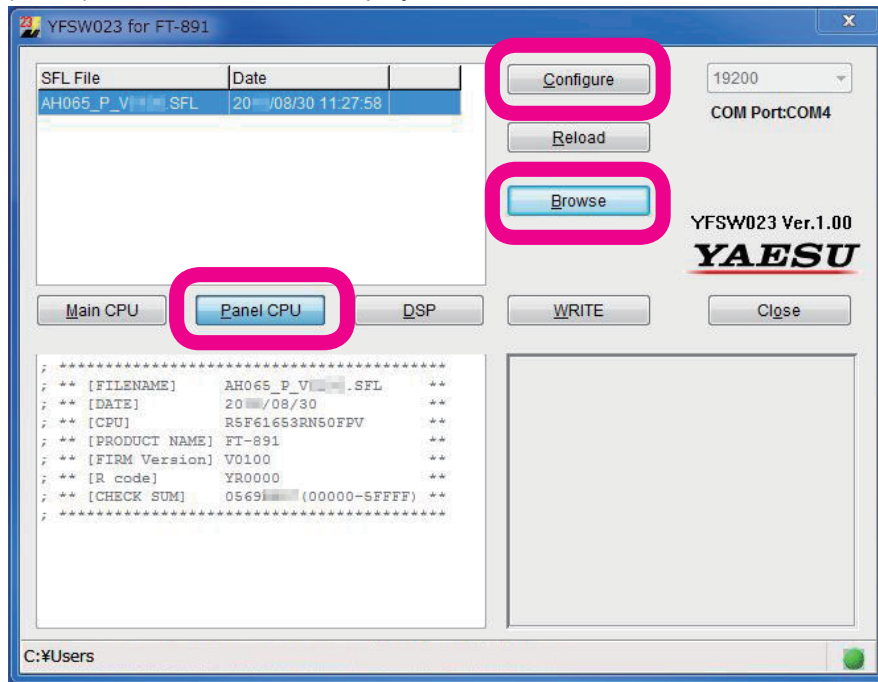 YFSW023 for FT-891
SFL File Date
AH065_P_V .SFL 20 /08/30 11:27:58
Configure
19200
COM Port:COM4
Reload
Browse
YFSW023 Ver.1.00
YAESU
Main CPU Panel CPU DSP WRITE Close
; ******************************************
; ** [FILENAME] AH065_P_V .SFL **
; ** [DATE] 20 /08/30 **
; ** [CPU] R5F61653RN50FPV **
; ** [PRODUCT NAME] FT-891 **
; ** [FIRM Version] V0100 **
; ** [R code] YR0000 **
; ** [CHECK SUM] 0569 (00000-5FFFF) **
; ******************************************
C:¥Users